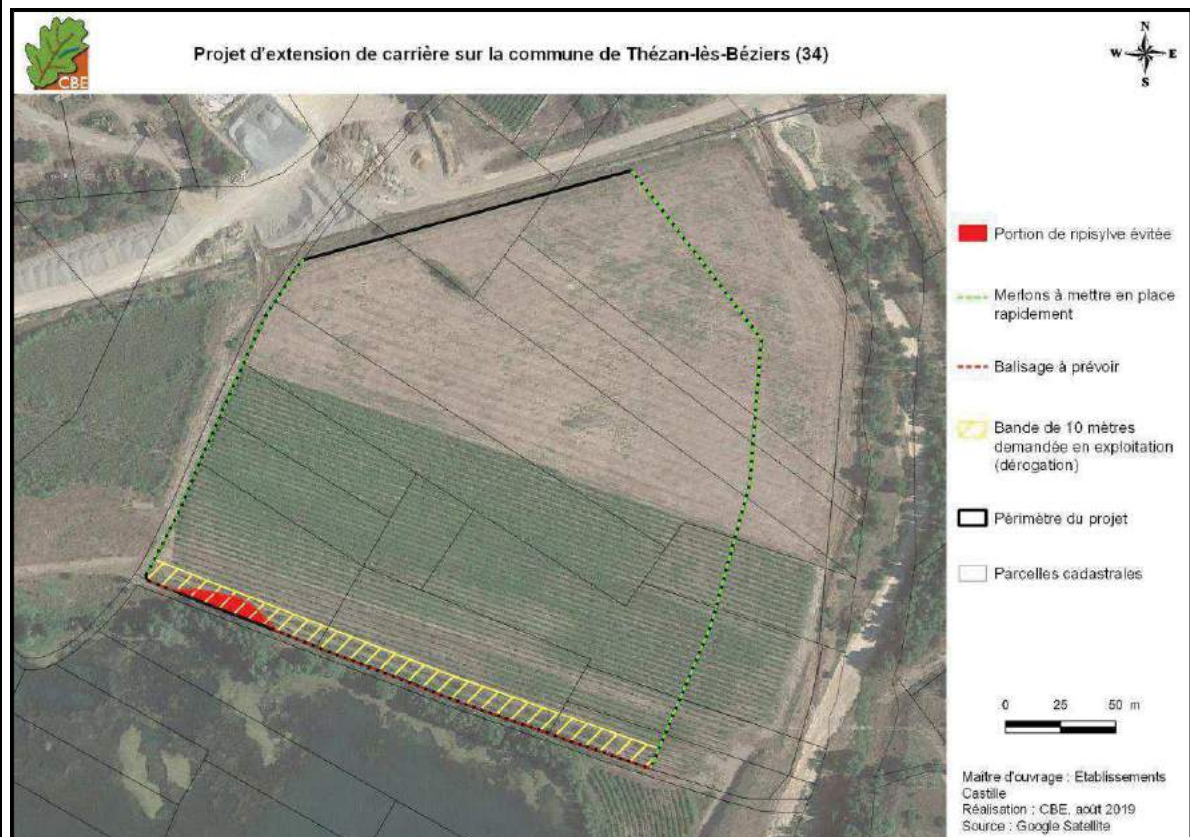 CBE
Projet d'extension de carrière sur la commune de Thézan-lès-Béziers (34)
N
W E
S
Portion de ripisylve évitée
Merlons à mettre en place
rapidement
Balisage à prévoir
Bande de 10 mètres
demandée en exploitation
(dérogation)
Périmètre du projet
Parcelles cadastrales
0 25 50 m
Maitre d'ouvrage : Etablissements
Castille
Réalisation : CBE, août 2019
Source : Google Satellite